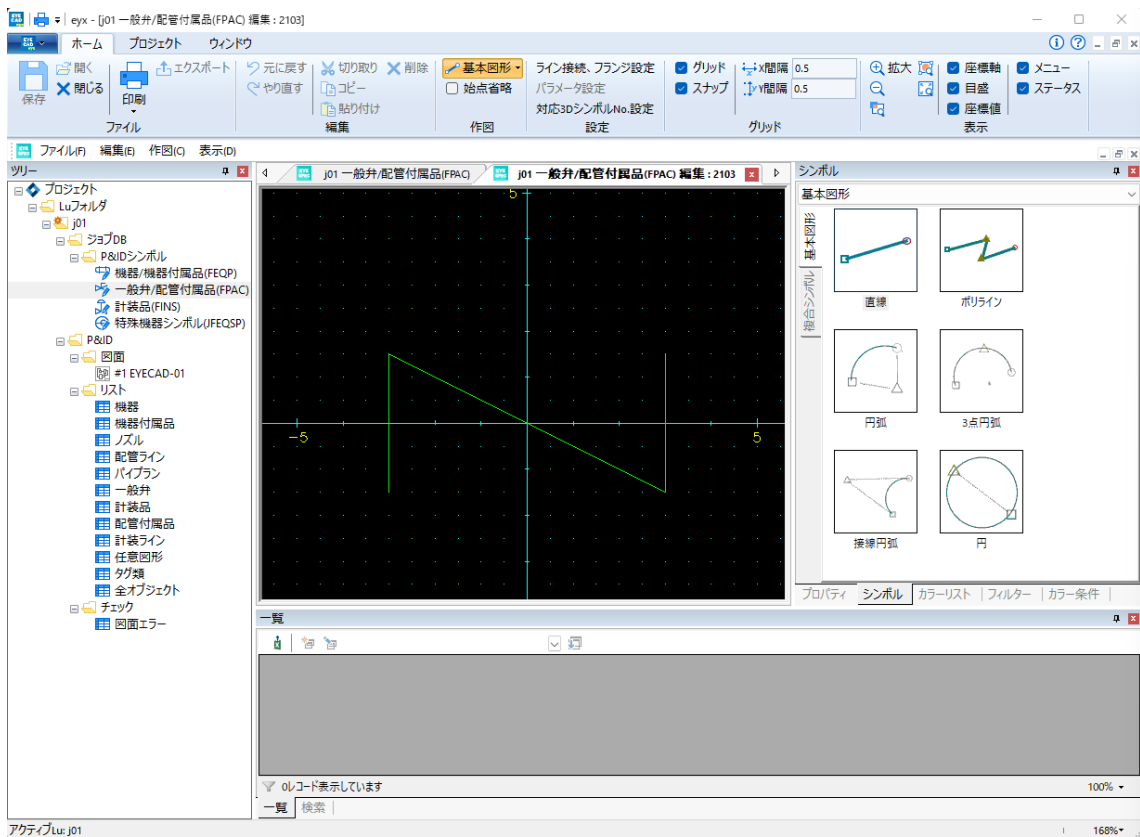 eyx - [j01 一般弁/配管付属品(FPAC) 編集 : 2103]
ホーム プロジェクト ウィンドウ
開く
閉じる
保存
印刷
エクスポート
ファイル
元に戻す
やり直す
切り取り
削除
コピー
貼り付け
編集
基本図形
始点省略
作図
ライン接続、フランジ設定
パラメータ設定
対応3DシンボルNo.設定
設定
グリッド
スナップ
X間隔 0.5
Y間隔 0.5
グリッド
拡大
座標軸
目盛
座標値
メニュー
ステータス
表示
ファイル(F) 編集(E) 作図(C) 表示(D)
ツリー
プロジェクト
Luフォルダ
j01
ジョブDB
P&IDシンボル
機器/機器付属品(FEQP)
一般弁/配管付属品(FPAC)
計装品(FINS)
特殊機器シンボル(JFEQSP)
P&ID
図面
#1 EYECAD-01
リスト
機器
機器付属品
ノズル
配管ライン
パイプラン
一般弁
計装品
配管付属品
計装ライン
任意図形
タグ類
全オブジェクト
チェック
図面エラー
j01 一般弁/配管付属品(FPAC)
j01 一般弁/配管付属品(FPAC) 編集 : 2103
5
-5
5
シンボル
基本図形
基本図形
複合シンボル
直線
ポリライン
円弧
3点円弧
接線円弧
円
プロパティ シンボル カラーリスト フィルター カラー条件
一覧
0レコード表示しています
100%
一覧 検索
アクティブLu: j01
168%